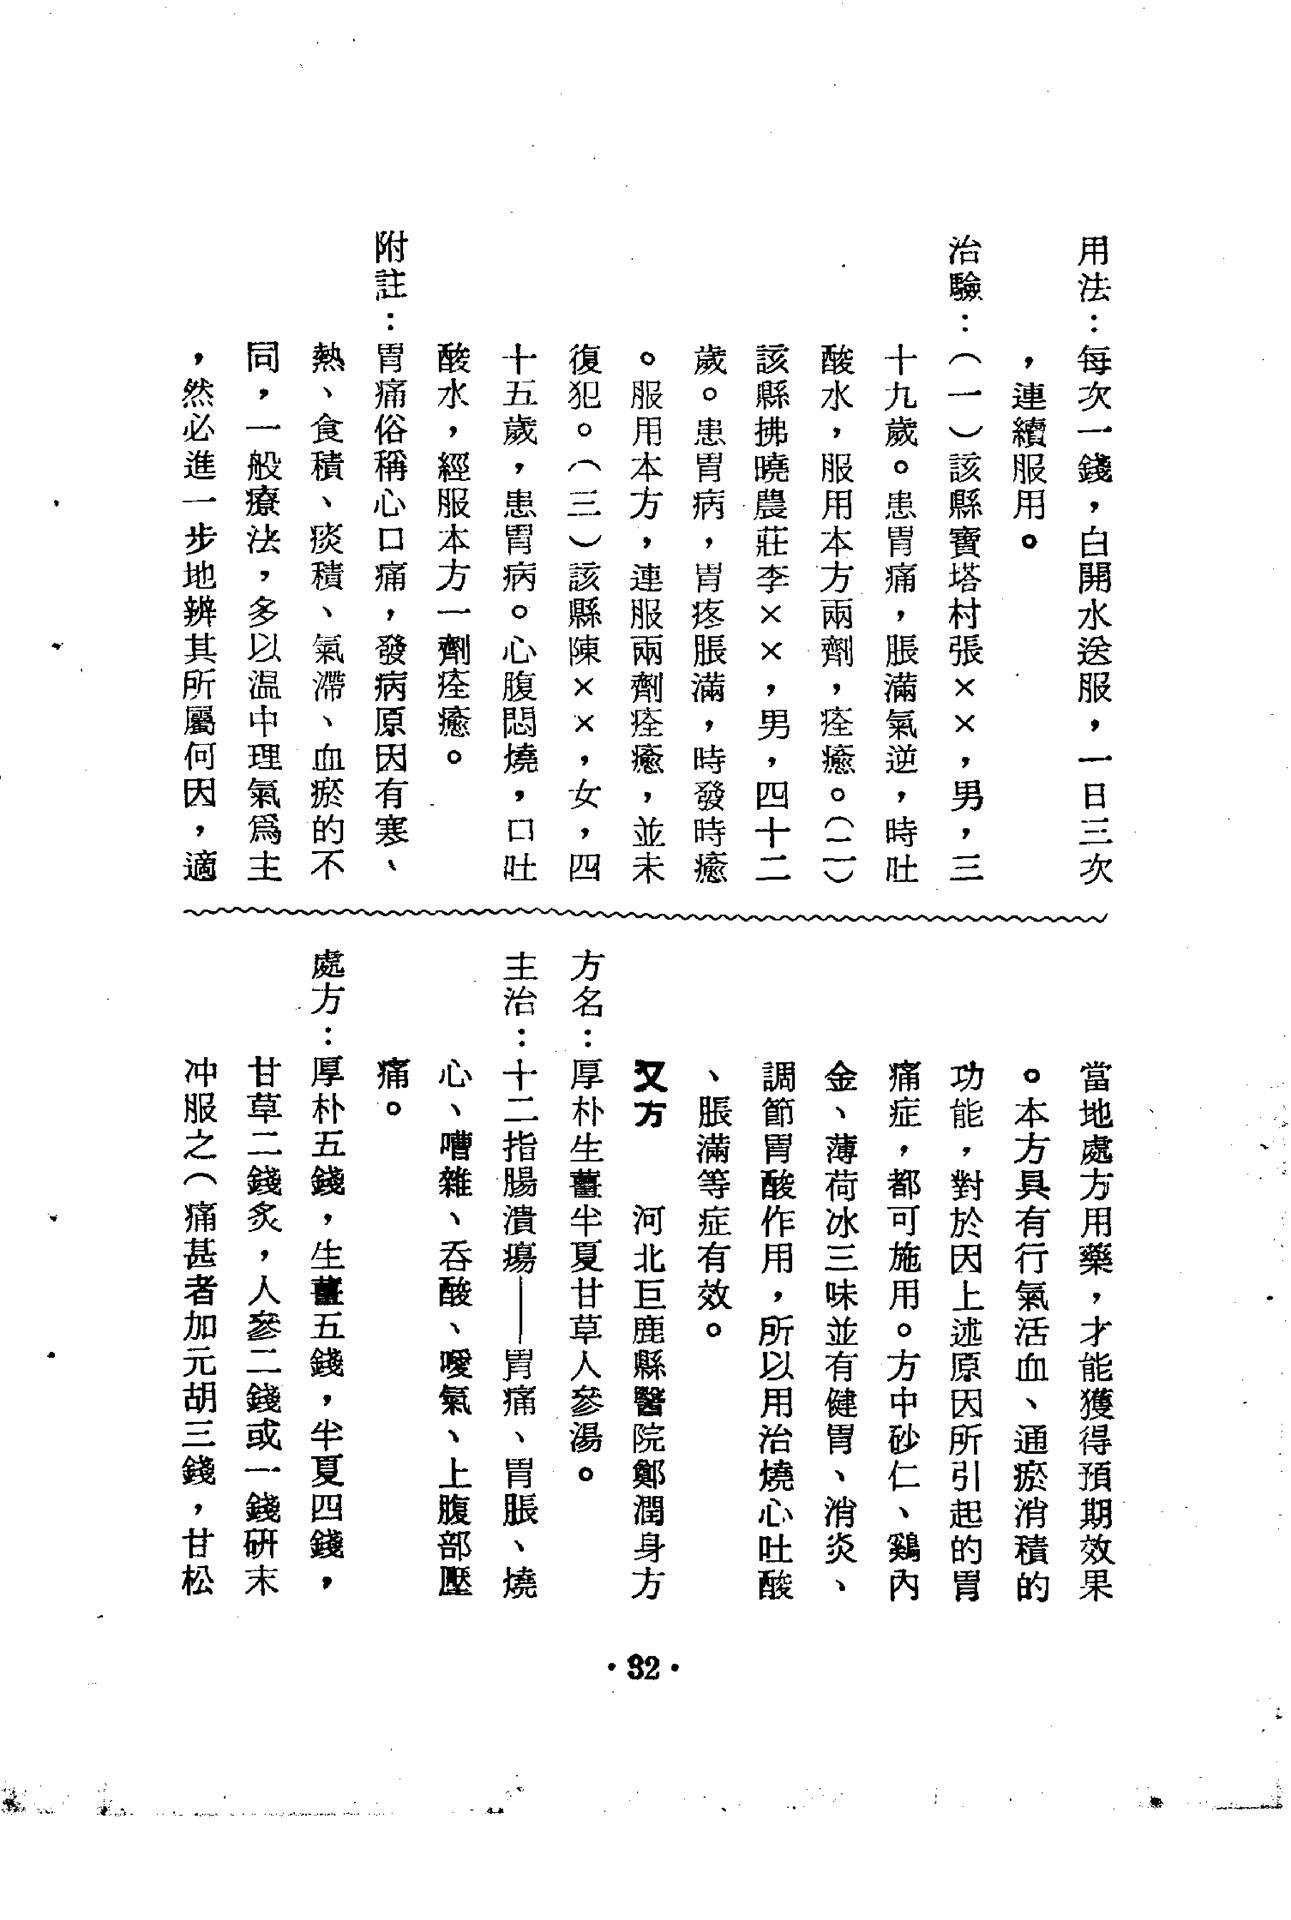 用法：每次一錢，白開水送服，一日三次
，連續服用。
治驗：（一）該縣寶塔村張××，男，三
十九歲。患胃痛，脹滿氣逆，時吐
酸水，服用本方兩劑，痊癒。（二）
該縣拂曉農莊李××，男，四十二
歲。患胃病，胃疼脹滿，時發時癒
。服用本方，連服兩劑痊癒，並未
復犯。（三）該縣陳××，女，四
十五歲，患胃病。心腹悶燒，口吐
酸水，經服本方一劑痊癒。
附註：胃痛俗稱心口痛，發病原因有寒、
熱、食積、痰積、氣滯、血瘀的不
同，一般療法，多以溫中理氣爲主
，然必進一步地辨其所屬何因，適
當地處方用藥，才能獲得預期效果
。本方具有行氣活血、通瘀消積的
功能，對於因上述原因所引起的胃
痛症，都可施用。方中砂仁、鷄內
金、薄荷冰三味並有健胃、消炎、
調節胃酸作用，所以用治燒心吐酸
、脹滿等症有效。
又方　河北巨鹿縣醫院鄭潤身方
方名：厚朴生薑半夏甘草人參湯。
主治：十二指腸潰瘍——胃痛、胃脹、燒
心、嘈雜、吞酸、噯氣、上腹部壓
痛。
處方：厚朴五錢，生薑五錢，半夏四錢，
甘草二錢炙，人參二錢或一錢研末
冲服之（痛甚者加元胡三錢，甘松
·32·